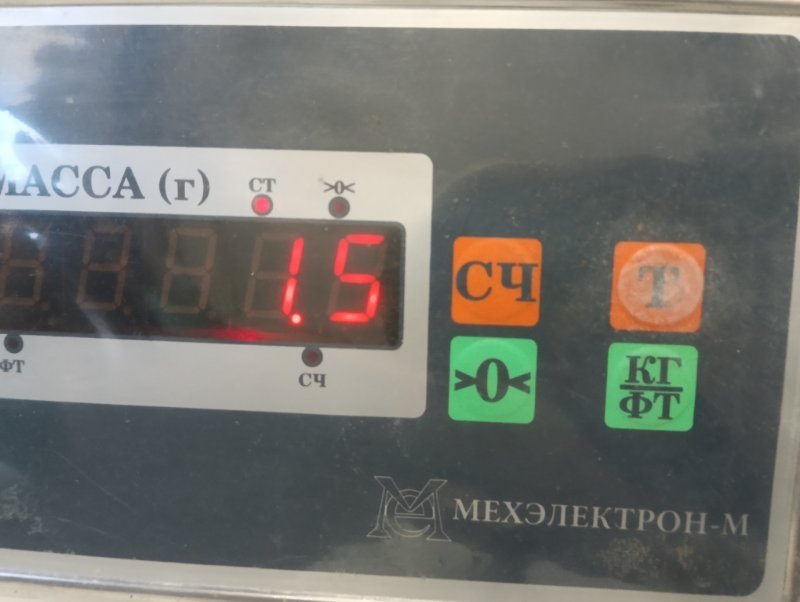 МАССА (г)
СТ
>0<
1.5
ФТ
СЧ
СЧ
Т
>0<
КГ
ФТ
МЕХЭЛЕКТРОН-М